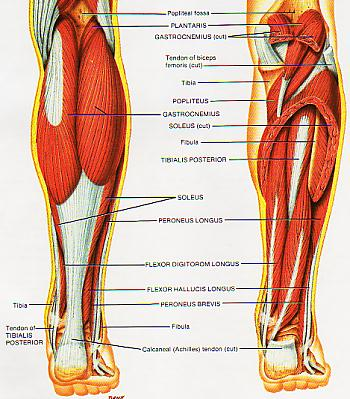 Popliteal fossa
PLANTARIS
GASTROCNEMIUS (cut)
Tendon of biceps
femoris (cut)
Tibia
POPLITEUS
GASTROCNEMIUS
SOLEUS (cut)
Fibula
TIBIALIS POSTERIOR
SOLEUS
PERONEUS LONGUS
FLEXOR DIGITOROM LONGUS
FLEXOR HALLUCIS LONGUS
Tibia
PERONEUS BREVIS
Tendon of
TIBIALIS
POSTERIOR
Fibula
Calcaneal (Achilles) tendon (cut)